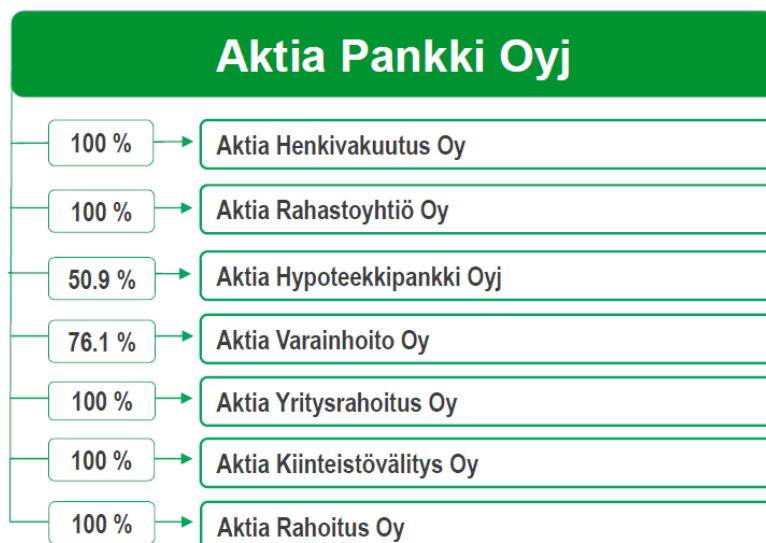 Aktia Pankki Oyj
100 % Aktia Henkivakuutus Oy
100 % Aktia Rahastoyhtiö Oy
50.9 % Aktia Hypoteekkipankki Oyj
76.1 % Aktia Varainhoito Oy
100 % Aktia Yritysrahoitus Oy
100 % Aktia Kiinteistövälitys Oy
100 % Aktia Rahoitus Oy